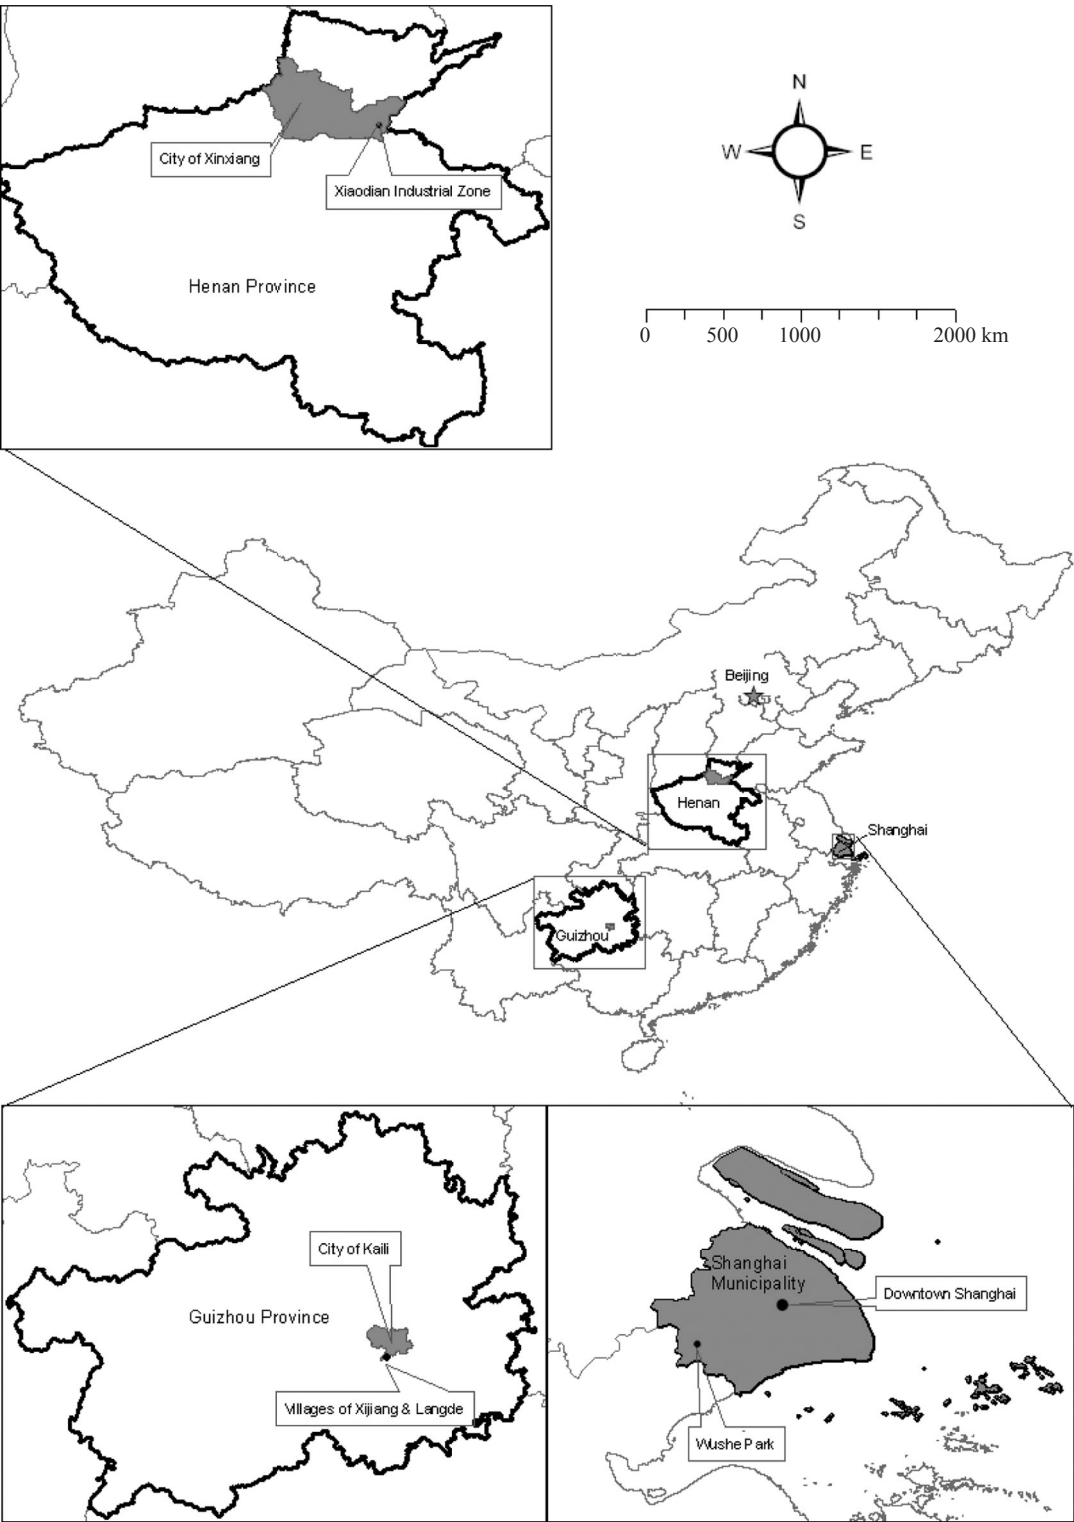 City of Xinxiang
Xiaodian Industrial Zone
Henan Province
N
W
E
S
0 500 1000 2000 km
Beijing
Henan
Shanghai
Guizhou
City of Kaili
Guizhou Province
Villages of Xijiang & Langde
Shanghai
Municipality
Downtown Shanghai
Wushe Park